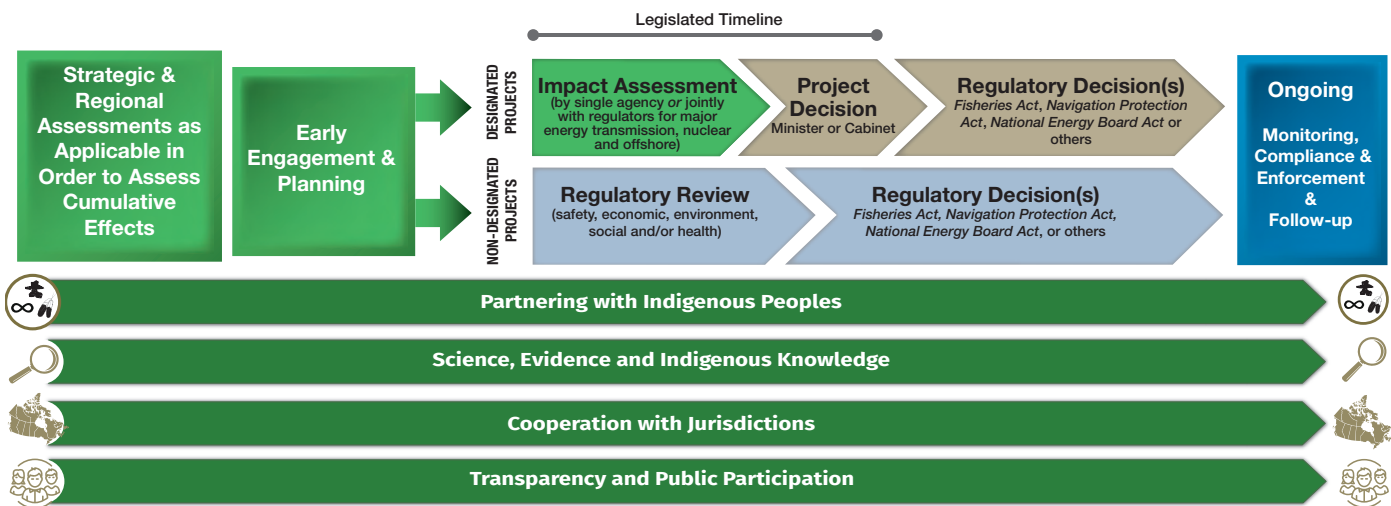 Legislated Timeline
Strategic &
Regional
Assessments as
Applicable in
Order to Assess
Cumulative
Effects
Early
Engagement &
Planning
DESIGNATED
PROJECTS
Impact Assessment
(by single agency or jointly
with regulators for major
energy transmission, nuclear
and offshore)
Project
Decision
Minister or Cabinet
Regulatory Decision(s)
Fisheries Act, Navigation Protection
Act, National Energy Board Act or
others
NON-DESIGNATED
PROJECTS
Regulatory Review
(safety, economic, environment,
social and/or health)
Regulatory Decision(s)
Fisheries Act, Navigation Protection Act,
National Energy Board Act, or others
Ongoing
Monitoring,
Compliance &
Enforcement
&
Follow-up
Partnering with Indigenous Peoples
Science, Evidence and Indigenous Knowledge
Cooperation with Jurisdictions
Transparency and Public Participation